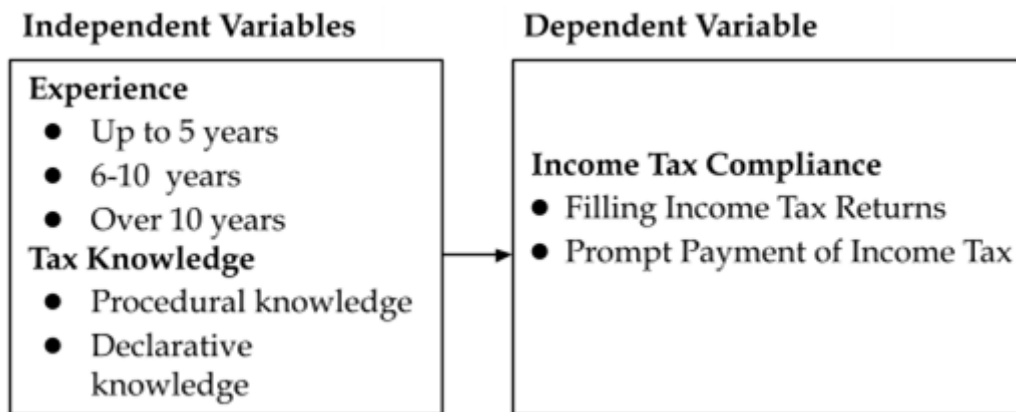 Independent Variables
Experience
● Up to 5 years
● 6-10 years
● Over 10 years
Tax Knowledge
● Procedural knowledge
● Declarative
knowledge
Dependent Variable
Income Tax Compliance
● Filling Income Tax Returns
● Prompt Payment of Income Tax